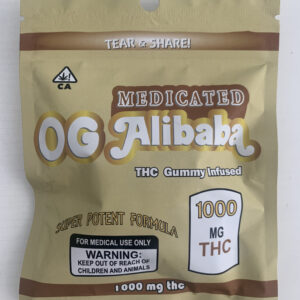 TEAR & SHARE!
CA
MEDICATED
OG Alibaba
THC Gummy Infused
SUPER POTENT FORMULA
1000
MG
THC
FOR MEDICAL USE ONLY
WARNING:
KEEP OUT OF REACH OF
CHILDREN AND ANIMALS
1000 mg thc